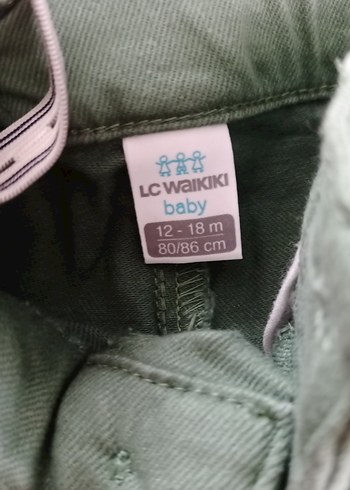 LC WAIKIKI
baby
12 - 18 m
80/86 cm